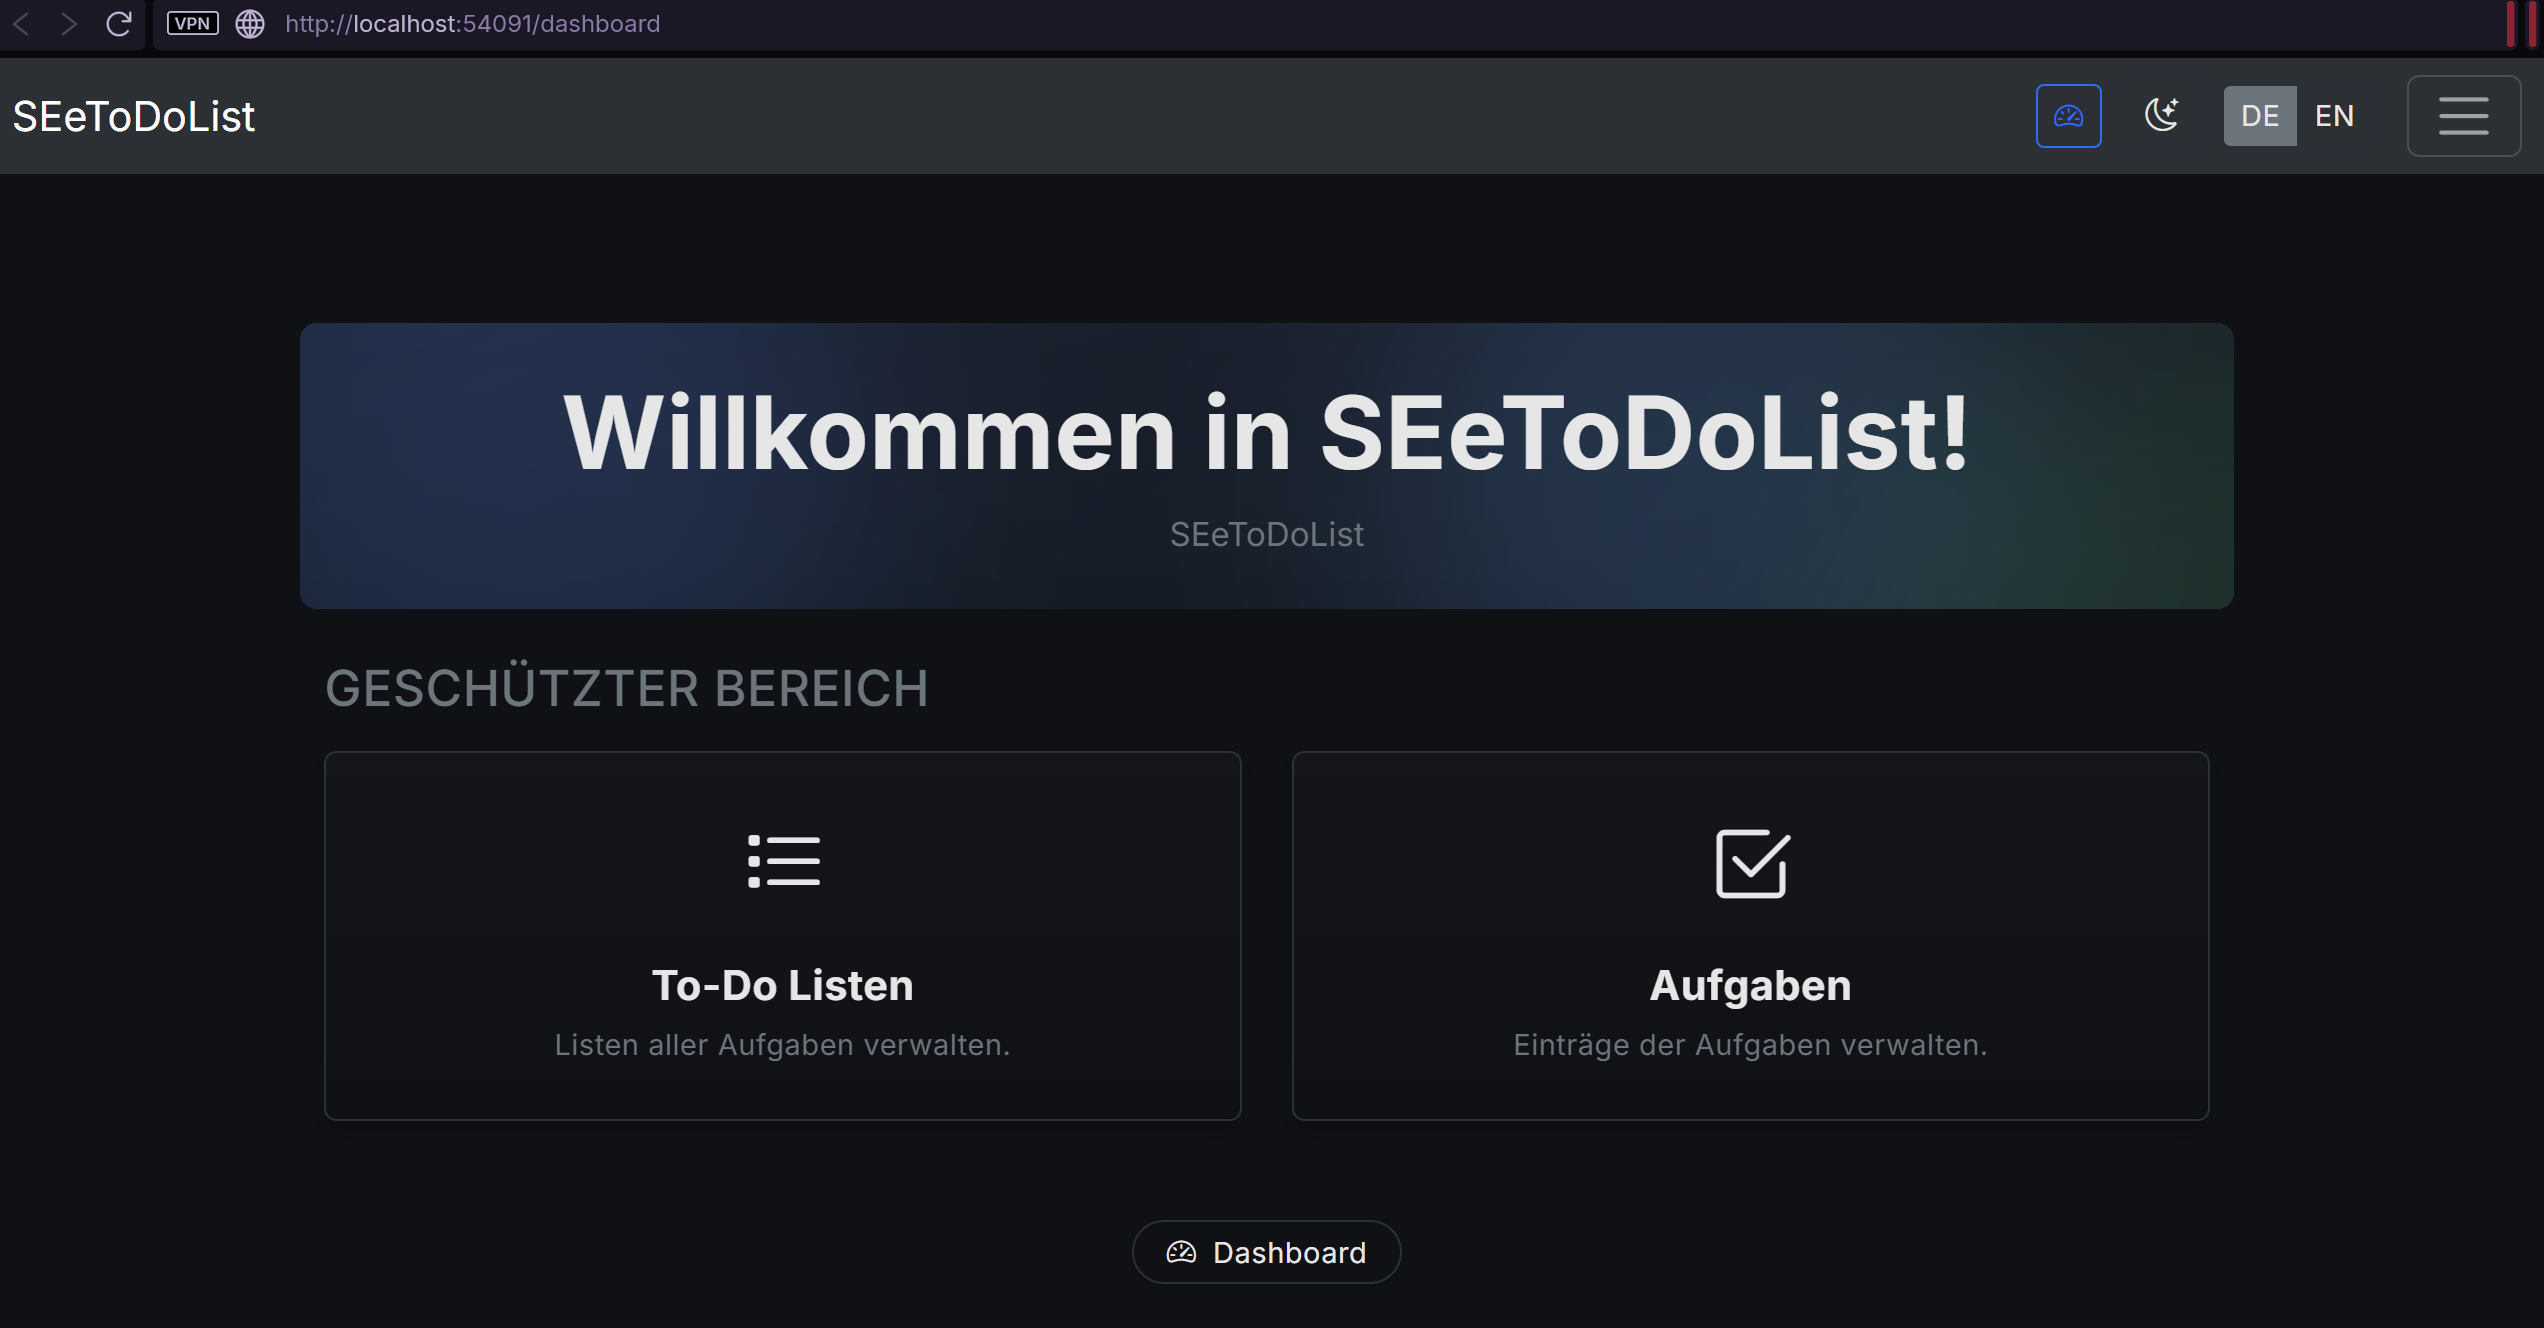 VPN http://localhost:54091/dashboard
SEeToDoList DE EN
Willkommen in SEeToDoList!
SEeToDoList
GESCHÜTZTER BEREICH
To-Do Listen
Listen aller Aufgaben verwalten.
Aufgaben
Einträge der Aufgaben verwalten.
Dashboard